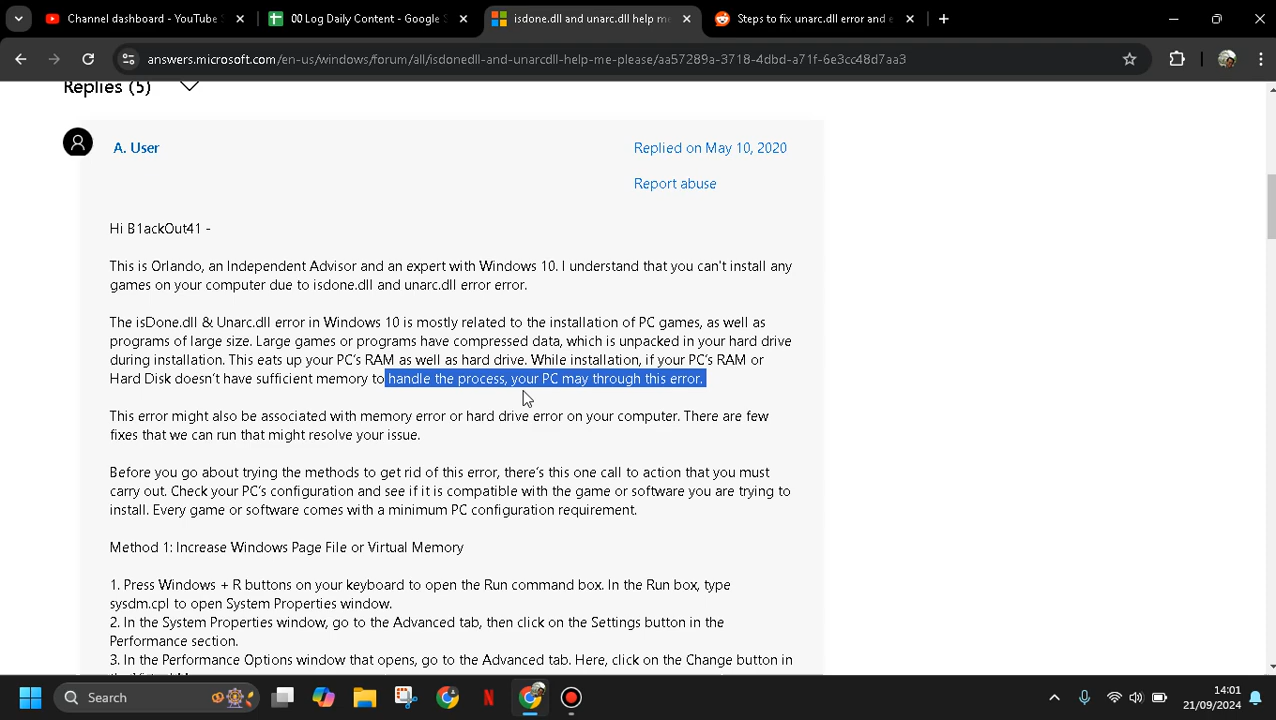 Channel dashboard - YouTube S
00 Log Daily Content - Google S
isdone.dll and unarc.dll help me
Steps to fix unarc.dll error and e
answers.microsoft.com/en-us/windows/forum/all/isdonedll-and-unarcdll-help-me-please/aa57289a-3718-4dbd-a71f-6e3cc48d7aa3
Replies (5)
A. User
Replied on May 10, 2020
Report abuse
Hi B1ackOut41 -
This is Orlando, an Independent Advisor and an expert with Windows 10. I understand that you can't install any
games on your computer due to isdone.dll and unarc.dll error error.
The isDone.dll & Unarc.dll error in Windows 10 is mostly related to the installation of PC games, as well as
programs of large size. Large games or programs have compressed data, which is unpacked in your hard drive
during installation. This eats up your PC's RAM as well as hard drive. While installation, if your PC's RAM or
Hard Disk doesn't have sufficient memory to handle the process, your PC may through this error.
This error might also be associated with memory error or hard drive error on your computer. There are few
fixes that we can run that might resolve your issue.
Before you go about trying the methods to get rid of this error, there's this one call to action that you must
carry out. Check your PC's configuration and see if it is compatible with the game or software you are trying to
install. Every game or software comes with a minimum PC configuration requirement.
Method 1: Increase Windows Page File or Virtual Memory
1. Press Windows + R buttons on your keyboard to open the Run command box. In the Run box, type
sysdm.cpl to open System Properties window.
2. In the System Properties window, go to the Advanced tab, then click on the Settings button in the
Performance section.
3. In the Performance Options window that opens, go to the Advanced tab. Here, click on the Change button in
Search
14:01
21/09/2024